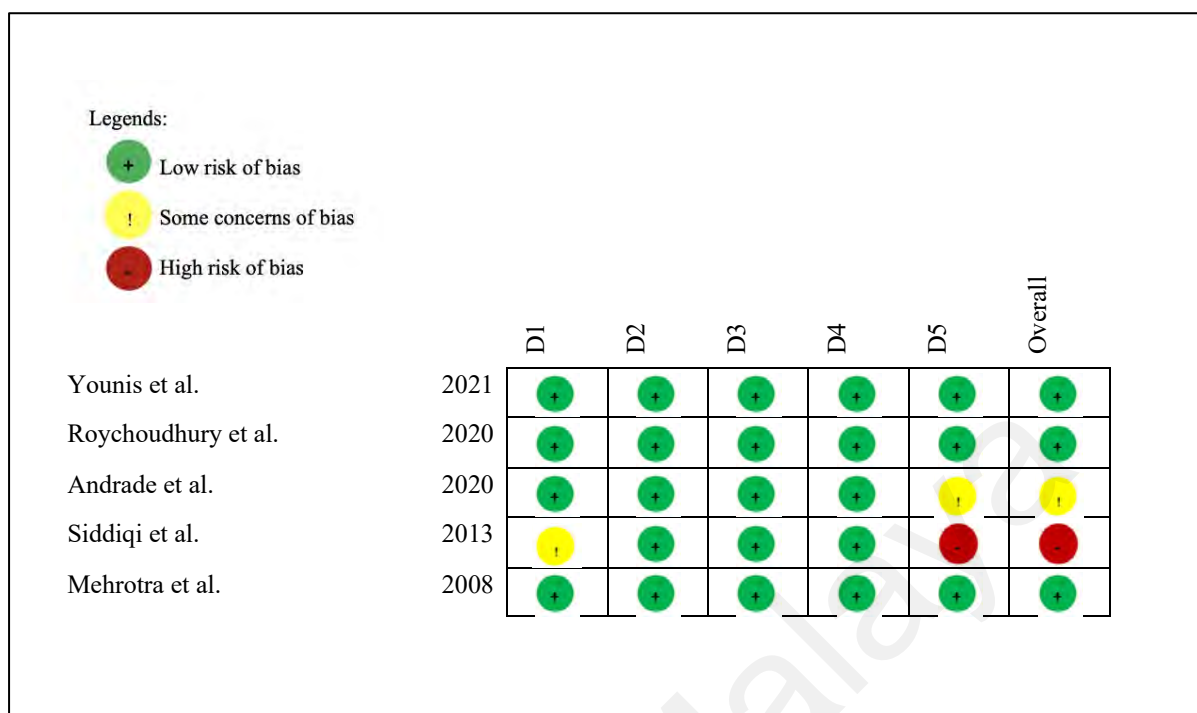 Legends:
+ Low risk of bias
! Some concerns of bias
- High risk of bias
D1 D2 D3 D4 D5 Overall
Younis et al. 2021 + + + + + +
Roychoudhury et al. 2020 + + + + + +
Andrade et al. 2020 + + + + ! !
Siddiqi et al. 2013 ! + + + - -
Mehrotra et al. 2008 + + + + + +